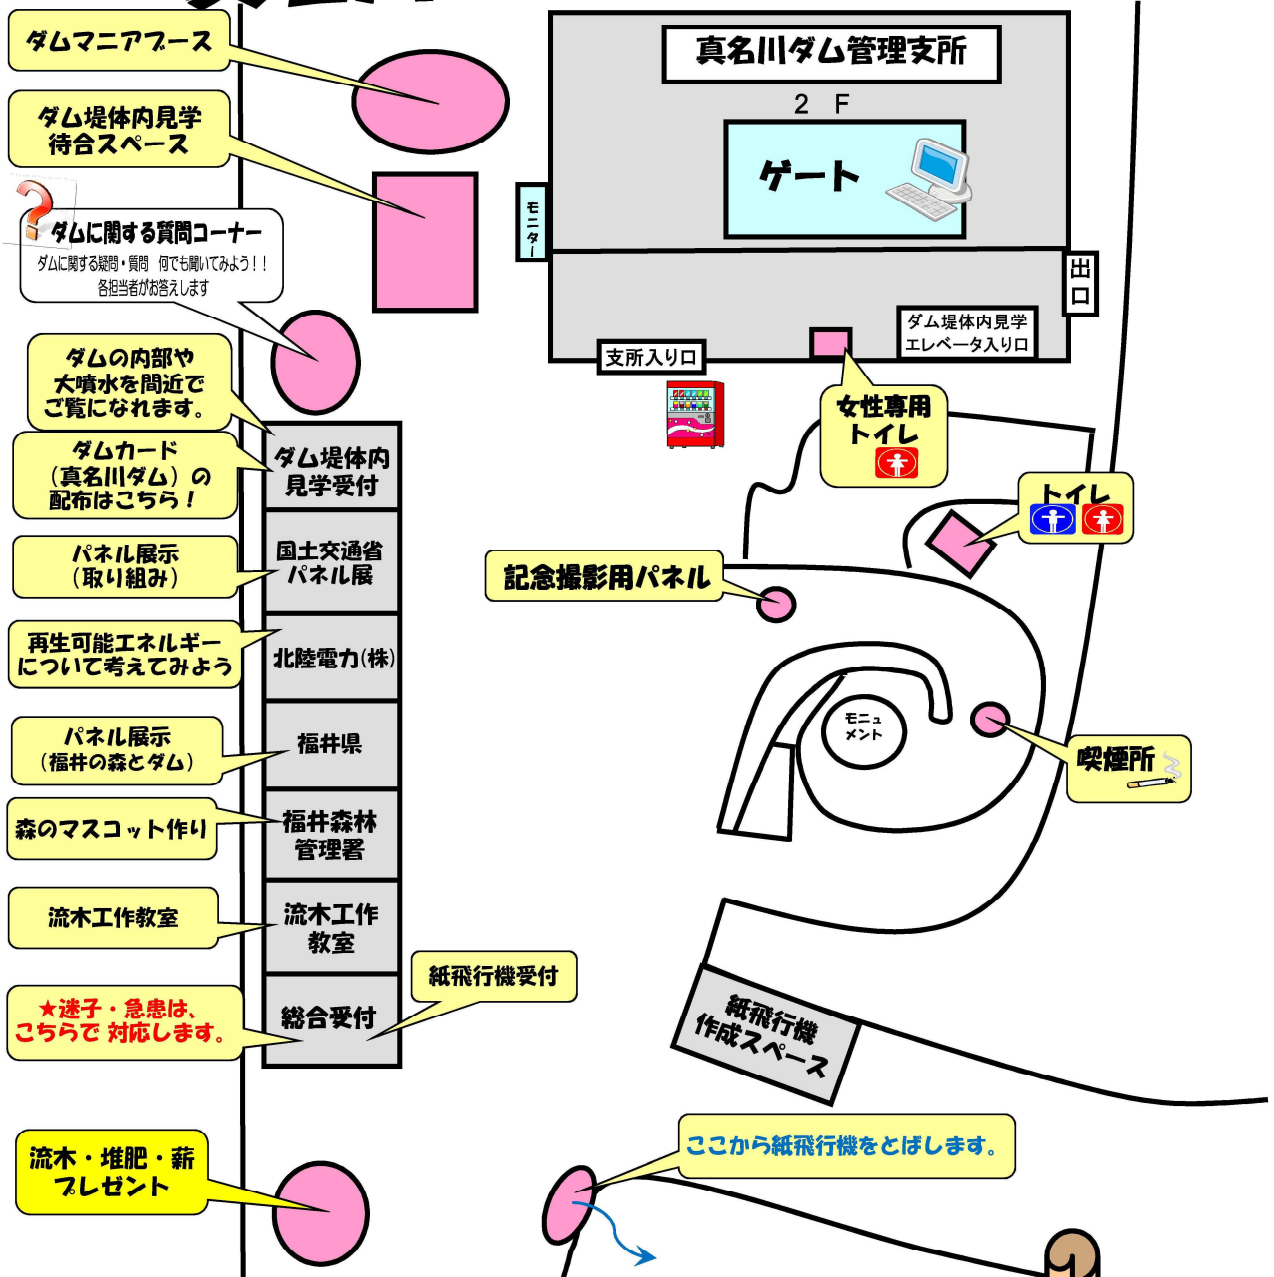 ダムマニアブース
ダム堤体内見学
待合スペース
ダムに関する質問コーナー
ダムに関する疑問・質問　何でも聞いてみよう！！
各担当者がお答えします
真名川ダム管理支所
２　Ｆ
ゲート
モニター
出口
ダム堤体内見学
エレベータ入り口
支所入り口
女性専用
トイレ
トイレ
ダムの内部や
大噴水を間近で
ご覧になれます。
ダムカード
（真名川ダム）の
配布はこちら！
パネル展示
（取り組み）
再生可能エネルギー
について考えてみよう
パネル展示
（福井の森とダム）
森のマスコット作り
流木工作教室
★迷子・急患は、
こちらで 対応します。
流木・堆肥・薪
プレゼント
ダム堤体内
見学受付
国土交通省
パネル展
北陸電力(株)
福井県
福井森林
管理署
流木工作
教室
総合受付
紙飛行機受付
記念撮影用パネル
モニュ
メント
喫煙所
紙飛行機
作成スペース
ここから紙飛行機をとばします。